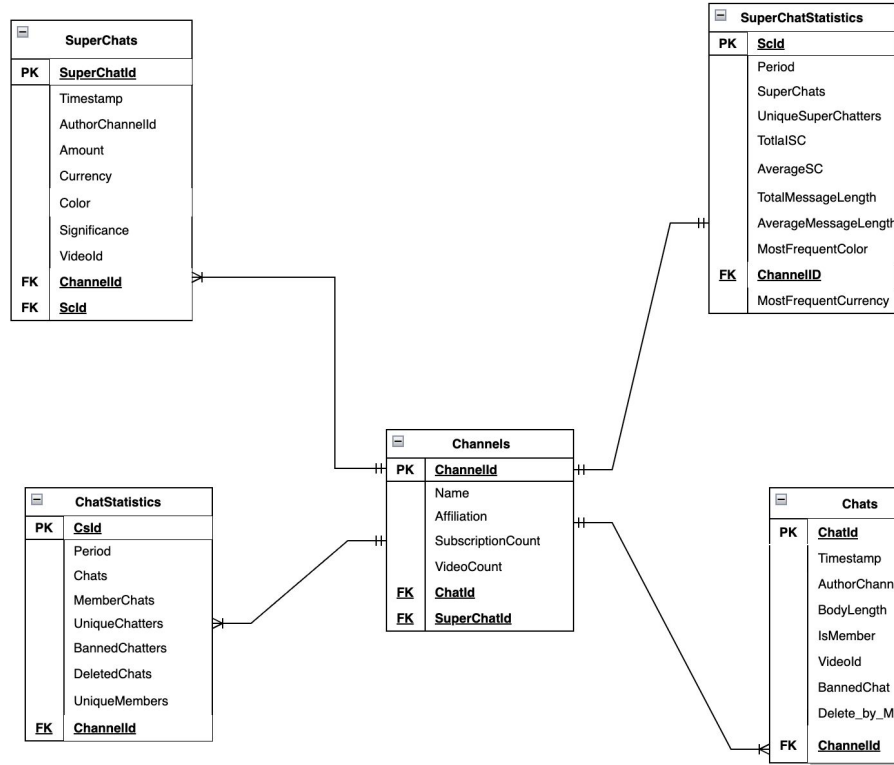 SuperChats
PK SuperChatId
Timestamp
AuthorChannelId
Amount
Currency
Color
Significance
VideoId
FK ChannelId
FK ScId
SuperChatStatistics
PK ScId
Period
SuperChats
UniqueSuperChatters
TotlaISC
AverageSC
TotalMessageLength
AverageMessageLength
MostFrequentColor
FK ChannelID
MostFrequentCurrency
Channels
PK ChannelId
Name
Affiliation
SubscriptionCount
VideoCount
FK ChatId
FK SuperChatId
ChatStatistics
PK CsId
Period
Chats
MemberChats
UniqueChatters
BannedChatters
DeletedChats
UniqueMembers
FK ChannelId
Chats
PK ChatId
Timestamp
AuthorChann
BodyLength
IsMember
VideoId
BannedChat
Delete_by_M
FK ChannelId